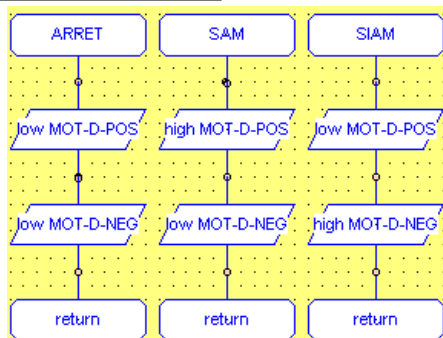 ARRET
SAM
SIAM
low MOT-D-POS
high MOT-D-POS
low MOT-D-POS
low MOT-D-NEG
low MOT-D-NEG
high MOT-D-NEG
return
return
return